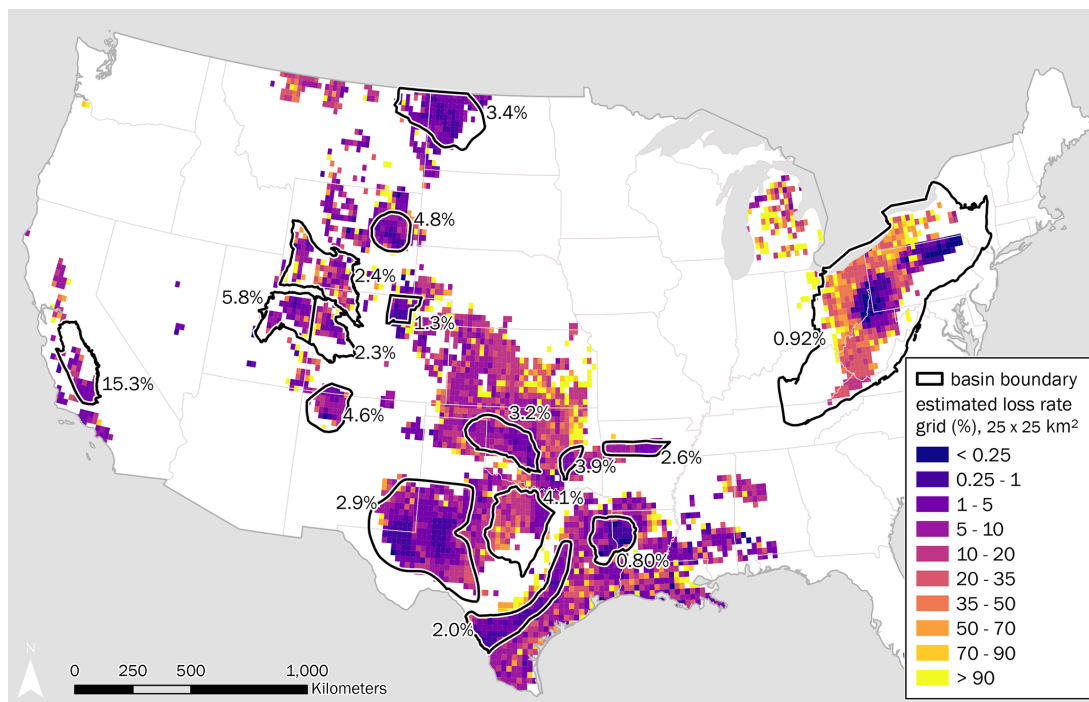 3.4%
4.8%
2.4%
5.8%
1.3%
2.3%
0.92%
15.3%
4.6%
3.2%
3.9%
2.6%
2.9%
4.1%
0.80%
2.0%
N
0 250 500 1,000
Kilometers
basin boundary
estimated loss rate
grid (%), 25 x 25 km²
< 0.25
0.25 - 1
1 - 5
5 - 10
10 - 20
20 - 35
35 - 50
50 - 70
70 - 90
> 90